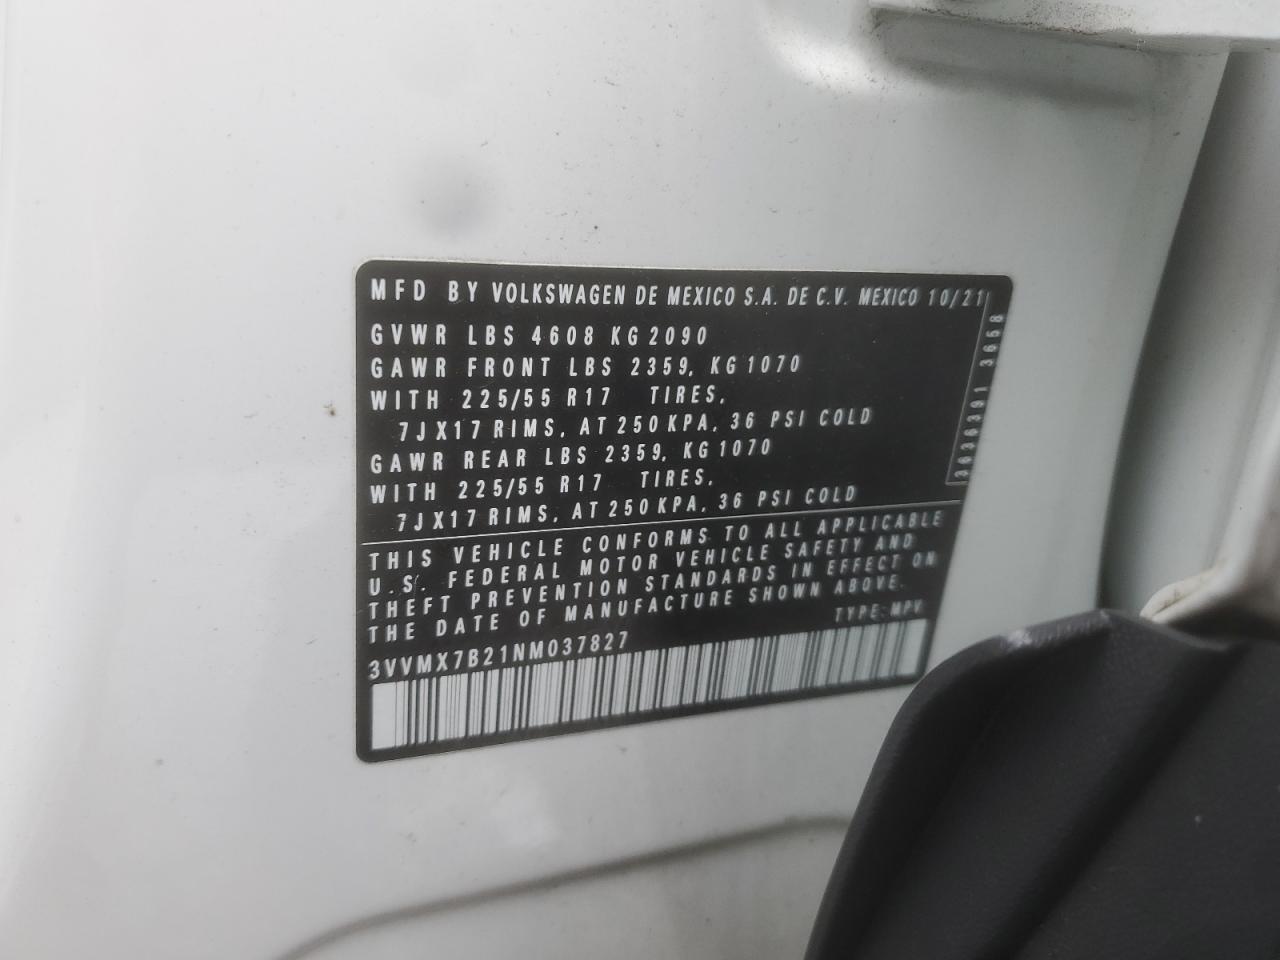 MFD BY VOLKSWAGEN DE MEXICO S.A. DE C.V. MEXICO 10/21
GVWR LBS 4608 KG 2090
GAWR FRONT LBS 2359, KG 1070
WITH 225/55 R17 TIRES,
7JX17 RIMS, AT 250 KPA, 36 PSI COLD
GAWR REAR LBS 2359, KG 1070
WITH 225/55 R17 TIRES,
7JX17 RIMS, AT 250 KPA, 36 PSI COLD
THIS VEHICLE CONFORMS TO ALL APPLICABLE
U.S. FEDERAL MOTOR VEHICLE SAFETY AND
THEFT PREVENTION STANDARDS IN EFFECT ON
THE DATE OF MANUFACTURE SHOWN ABOVE.
TYPE: MPV
3VVMX7B21NM037827
3636391 3658